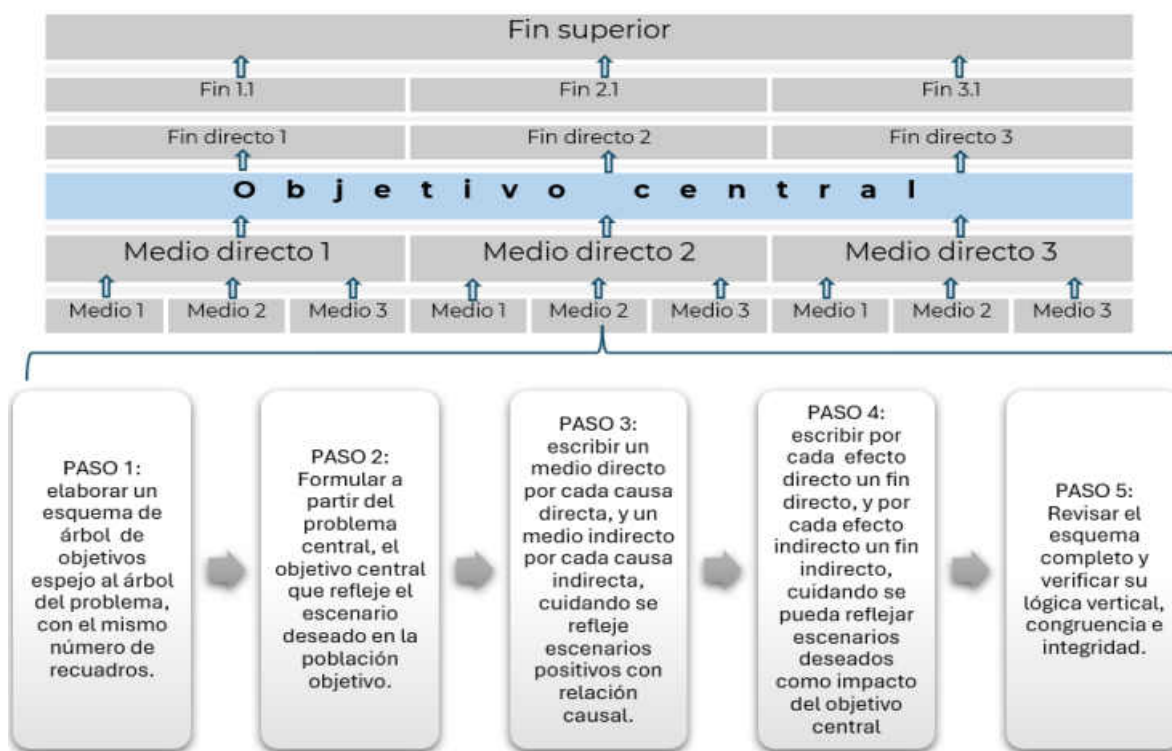 Fin superior
Fin 1.1 Fin 2.1 Fin 3.1
Fin directo 1 Fin directo 2 Fin directo 3
Objetivo central
Medio directo 1 Medio directo 2 Medio directo 3
Medio 1 Medio 2 Medio 3 Medio 1 Medio 2 Medio 3 Medio 1 Medio 2 Medio 3
PASO 1:
elaborar un
esquema de
árbol de
objetivos
espejo al árbol
del problema,
con el mismo
número de
recuadros.
PASO 2:
Formular a
partir del
problema
central, el
objetivo central
que refleje el
escenario
deseado en la
población
objetivo.
PASO 3:
escribir un
medio directo
por cada causa
directa, y un
medio indirecto
por cada causa
indirecta,
cuidando se
refleje
escenarios
positivos con
relación
causal.
PASO 4:
escribir por
cada efecto
directo un fin
directo, y por
cada efecto
indirecto un fin
indirecto,
cuidando se
pueda reflejar
escenarios
deseados
como impacto
del objetivo
central
PASO 5:
Revisar el
esquema
completo y
verificar su
lógica vertical,
congruencia e
integridad.